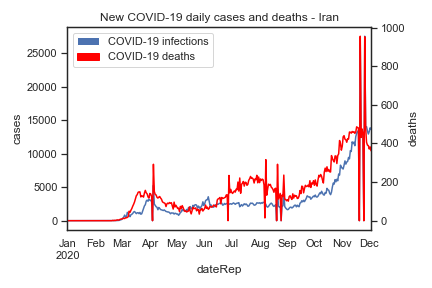 New COVID-19 daily cases and deaths - Iran
COVID-19 infections
COVID-19 deaths
25000
20000
15000
10000
5000
0
cases
1000
800
600
400
200
0
deaths
Jan Feb Mar Apr May Jun Jul Aug Sep Oct Nov Dec
2020
dateRep